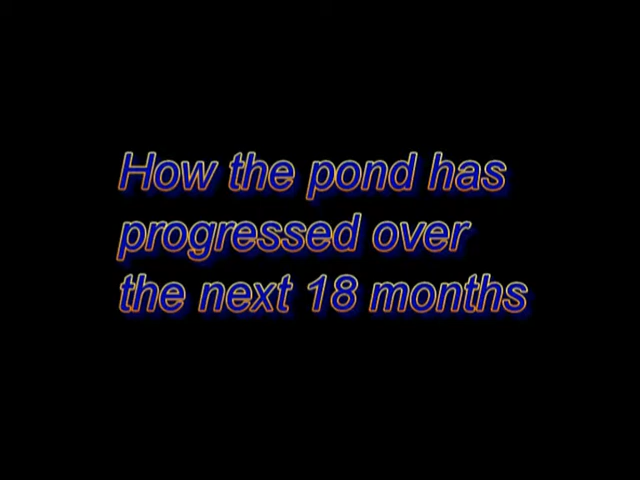 How the pond has
progressed over
the next 18 months